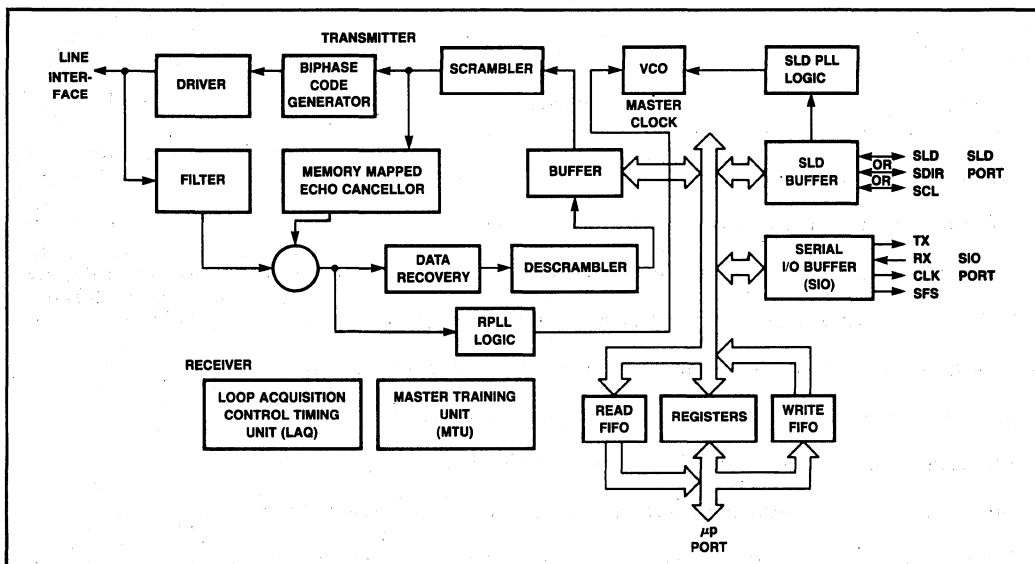 TRANSMITTER
LINE
INTER-
FACE
DRIVER
BIPHASE
CODE
GENERATOR
SCRAMBLER
VCO
MASTER
CLOCK
SLD PLL
LOGIC
FILTER
MEMORY MAPPED
ECHO CANCELLOR
BUFFER
SLD
BUFFER
SLD SLD
OR
SDIR PORT
OR
SCL
DATA
RECOVERY
DESCRAMBLER
SERIAL
I/O BUFFER
(SIO)
TX
RX SIO
CLK PORT
SFS
RPLL
LOGIC
RECEIVER
LOOP ACQUISITION
CONTROL TIMING
UNIT (LAQ)
MASTER TRAINING
UNIT
(MTU)
READ
FIFO
REGISTERS
WRITE
FIFO
μp
PORT